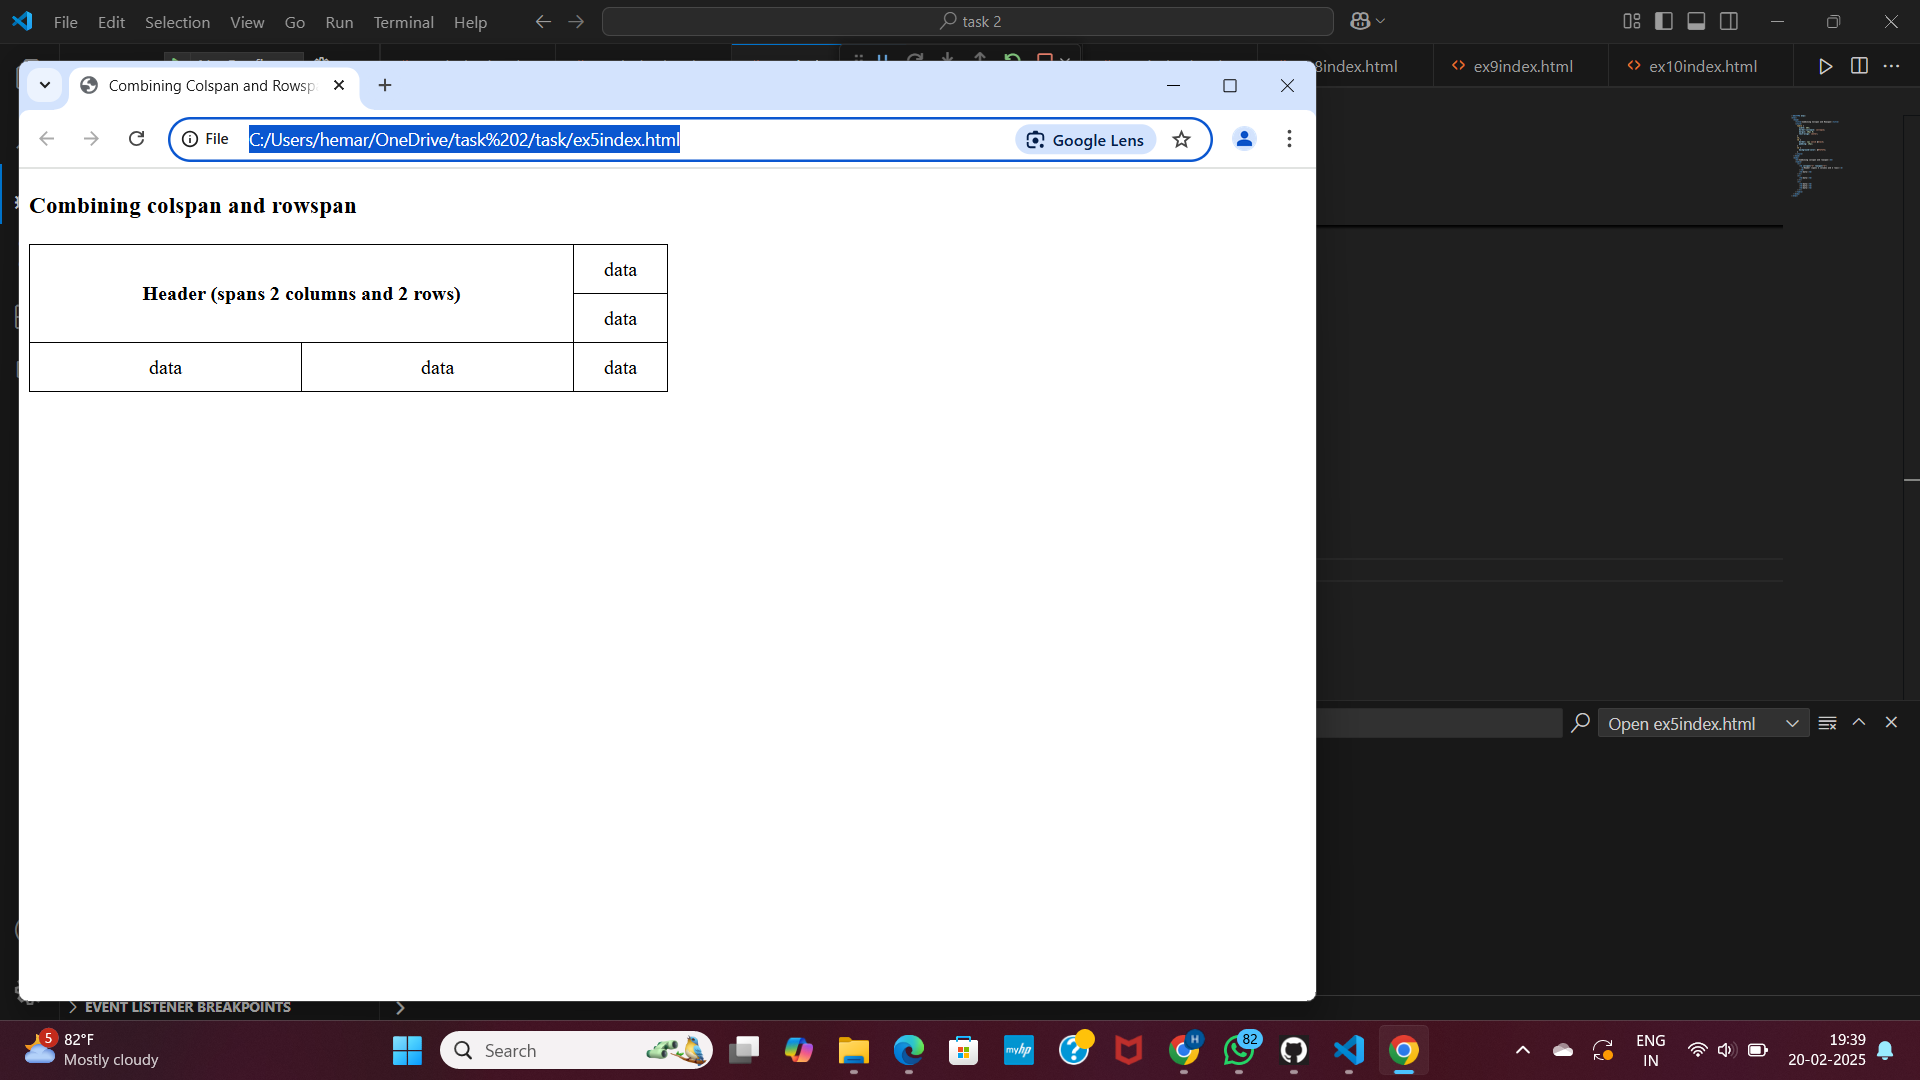 File Edit Selection View Go Run Terminal Help
task 2
8index.html
ex9index.html
ex10index.html
Combining Colspan and Rowsp
File
C:/Users/hemar/OneDrive/task%202/task/ex5index.html
Google Lens
Combining colspan and rowspan
Header (spans 2 columns and 2 rows)
data
data
data data data
Open ex5index.html
EVENT LISTENER BREAKPOINTS
5
82°F
Mostly cloudy
Search
myhp
H
82
ENG
IN
19:39
20-02-2025